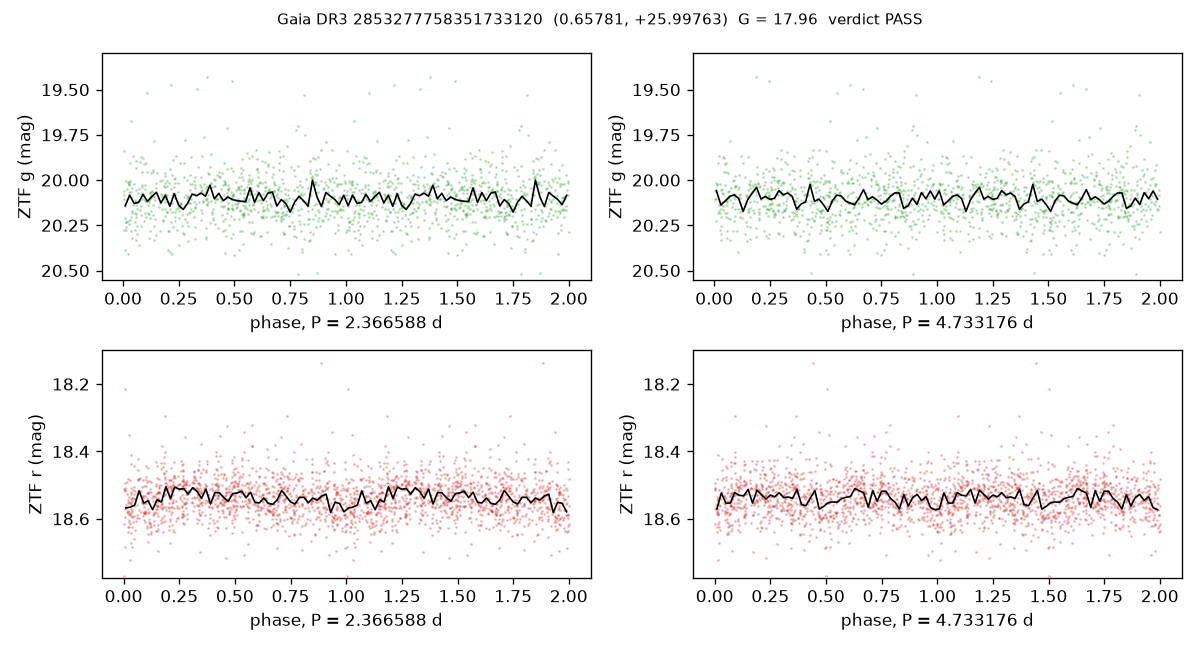 Gaia DR3 2853277758351733120 (0.65781, +25.99763) G = 17.96 verdict PASS
ZTF g (mag)
19.50
19.75
20.00
20.25
20.50
0.00 0.25 0.50 0.75 1.00 1.25 1.50 1.75 2.00
phase, P = 2.366588 d
ZTF g (mag)
19.50
19.75
20.00
20.25
20.50
0.00 0.25 0.50 0.75 1.00 1.25 1.50 1.75 2.00
phase, P = 4.733176 d
ZTF r (mag)
18.2
18.4
18.6
0.00 0.25 0.50 0.75 1.00 1.25 1.50 1.75 2.00
phase, P = 2.366588 d
ZTF r (mag)
18.2
18.4
18.6
0.00 0.25 0.50 0.75 1.00 1.25 1.50 1.75 2.00
phase, P = 4.733176 d